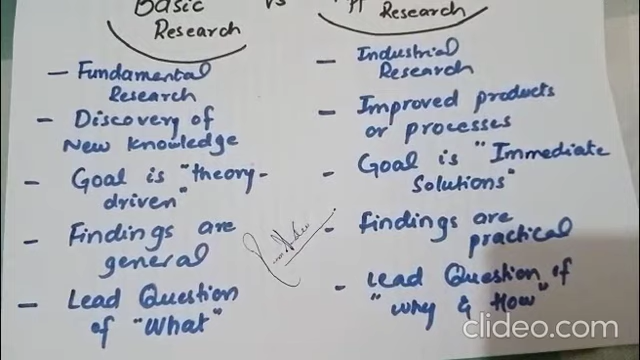 Basic vs
Research
Research
- Fundamental
Research
- Discovery of
New knowledge
- Goal is "theory-
driven"
- Findings are
general
- Lead Question
of "What"
- Industrial
Research
- Improved products
or processes
- Goal is "Immediate
Solutions"
- Findings are
practical
- Lead Question of
"Why & How"
clideo.com